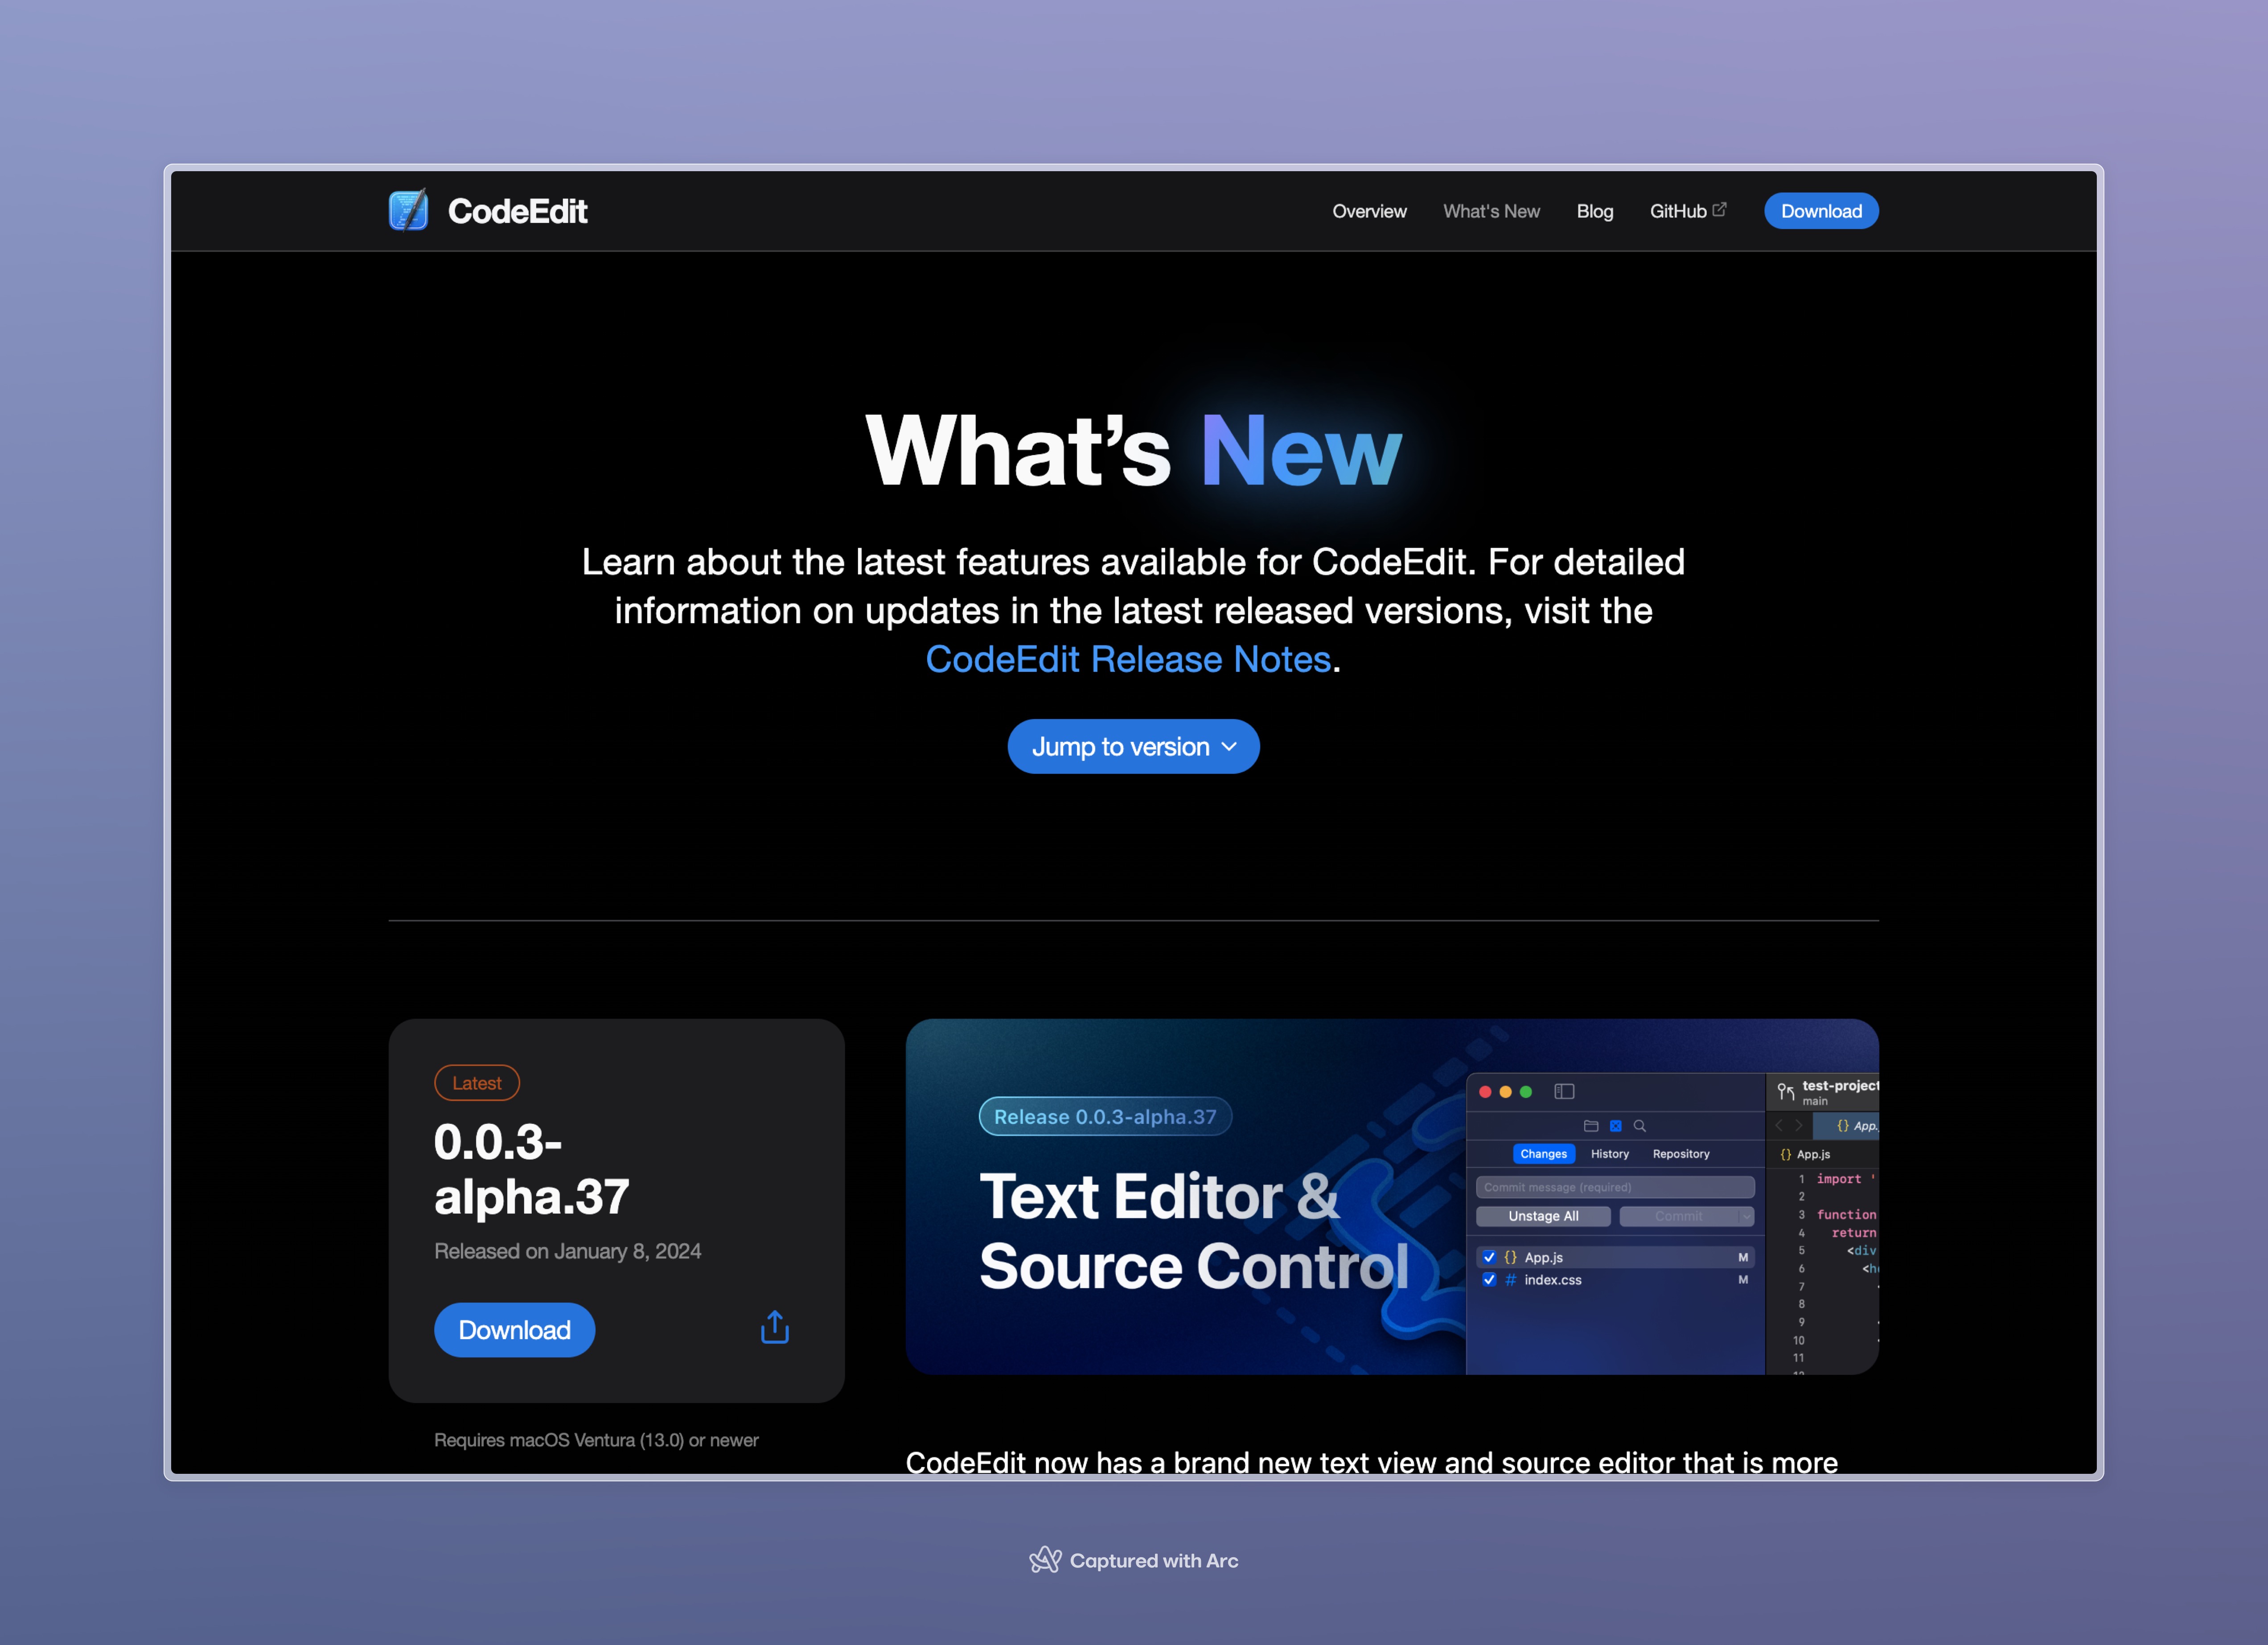 CodeEdit
Overview
What's New
Blog
GitHub
Download
What’s New
Learn about the latest features available for CodeEdit. For detailed
information on updates in the latest released versions, visit the
CodeEdit Release Notes.
Jump to version
Latest
0.0.3-
alpha.37
Released on January 8, 2024
Download
Requires macOS Ventura (13.0) or newer
Release 0.0.3-alpha.37
Text Editor &
Source Control
Changes
History
Repository
Commit message (required)
Unstage All
Commit
{} App.js M
# index.css M
test-project
main
{} App.
{} App.js
1 import '
2
3 function
4 return
5 <div
6 <he
7
8
9
10
11
CodeEdit now has a brand new text view and source editor that is more
Captured with Arc